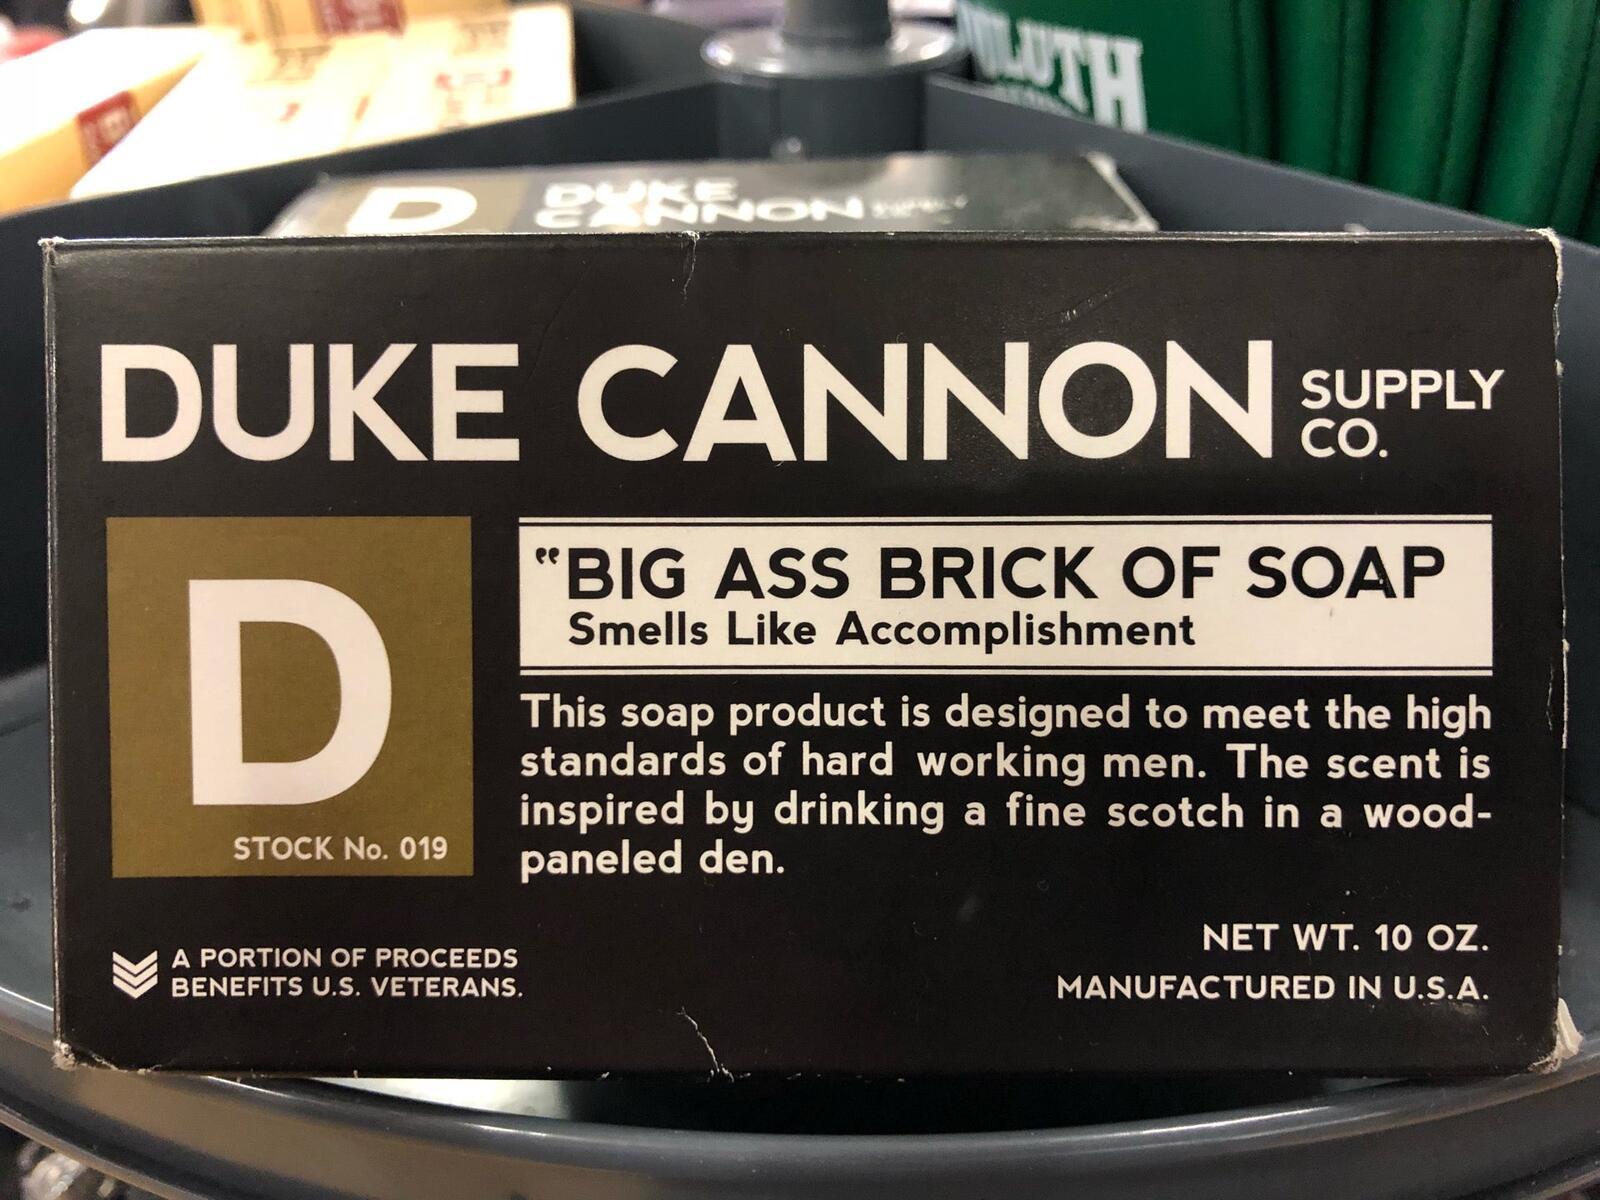 DULUTH
DUKE
CANNON SUPPLY
DUKE CANNON SUPPLY
CO.
“BIG ASS BRICK OF SOAP
Smells Like Accomplishment
This soap product is designed to meet the high
standards of hard working men. The scent is
inspired by drinking a fine scotch in a wood-
paneled den.
D
STOCK No. 019
A PORTION OF PROCEEDS
BENEFITS U.S. VETERANS.
NET WT. 10 OZ.
MANUFACTURED IN U.S.A.